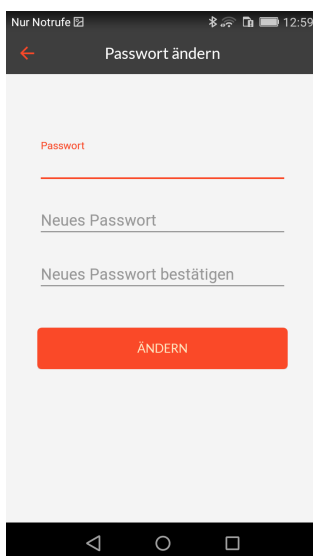 Nur Notrufe 12:59
Passwort ändern
Passwort
Neues Passwort
Neues Passwort bestätigen
ÄNDERN